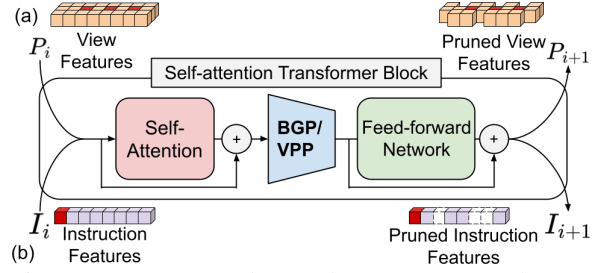 (a)
P_i
View
Features
Pruned View
Features
P_{i+1}
Self-attention Transformer Block
Self-
Attention
+
BGP/
VPP
Feed-forward
Network
+
I_i
Instruction
Features
Pruned Instruction
Features
I_{i+1}
(b)